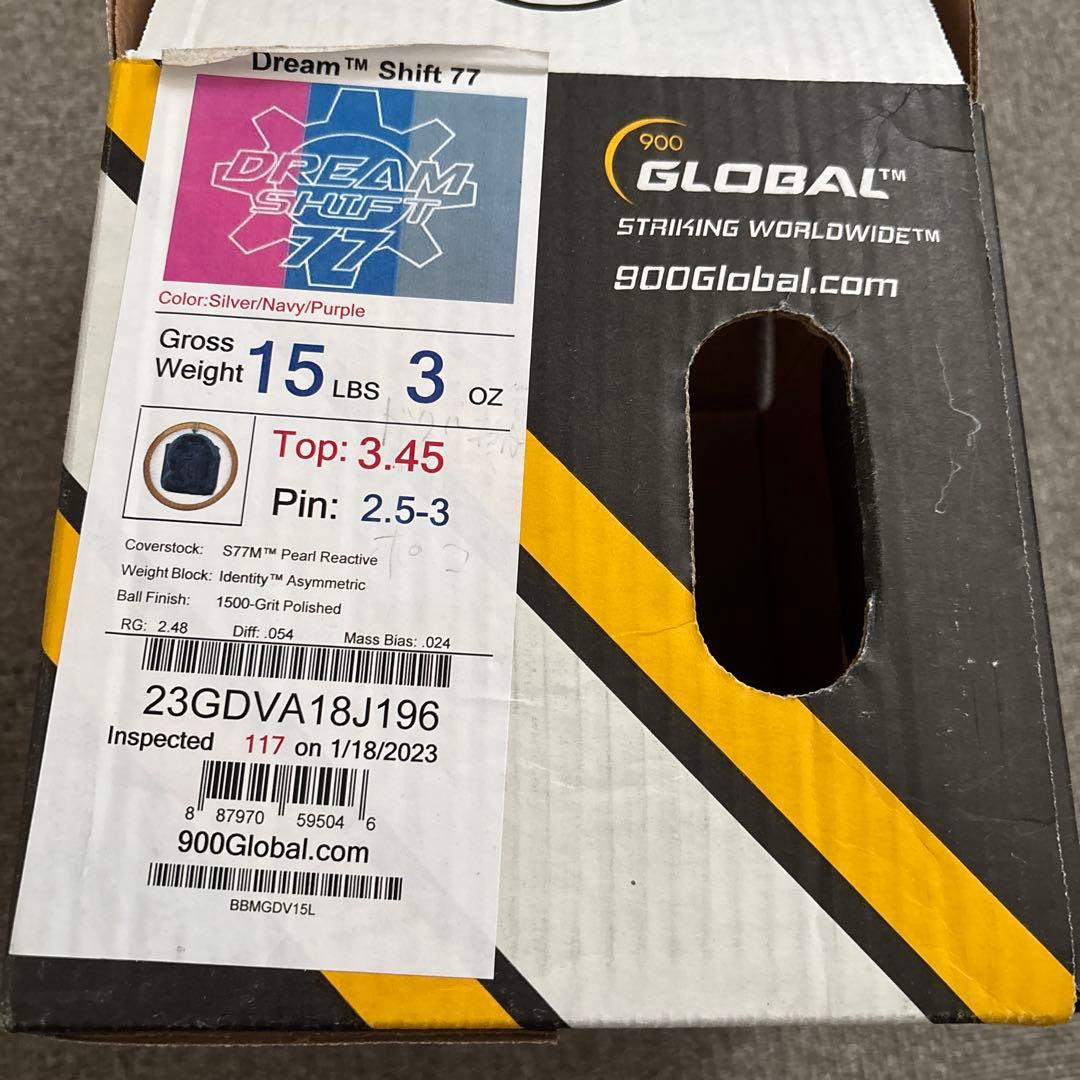 Dream™ Shift 77
DREAM
SHIFT
77
Color:Silver/Navy/Purple
Gross
Weight 15 LBS 3 OZ
Top: 3.45
Pin: 2.5-3
Coverstock: S77M™ Pearl Reactive
Weight Block: Identity™ Asymmetric
Ball Finish: 1500-Grit Polished
RG: 2.48 Diff: .054 Mass Bias: .024
23GDVA18J196
Inspected 117 on 1/18/2023
8 87970 59504 6
900Global.com
BBMGDV15L
900
GLOBAL™
STRIKING WORLDWIDE™
900Global.com